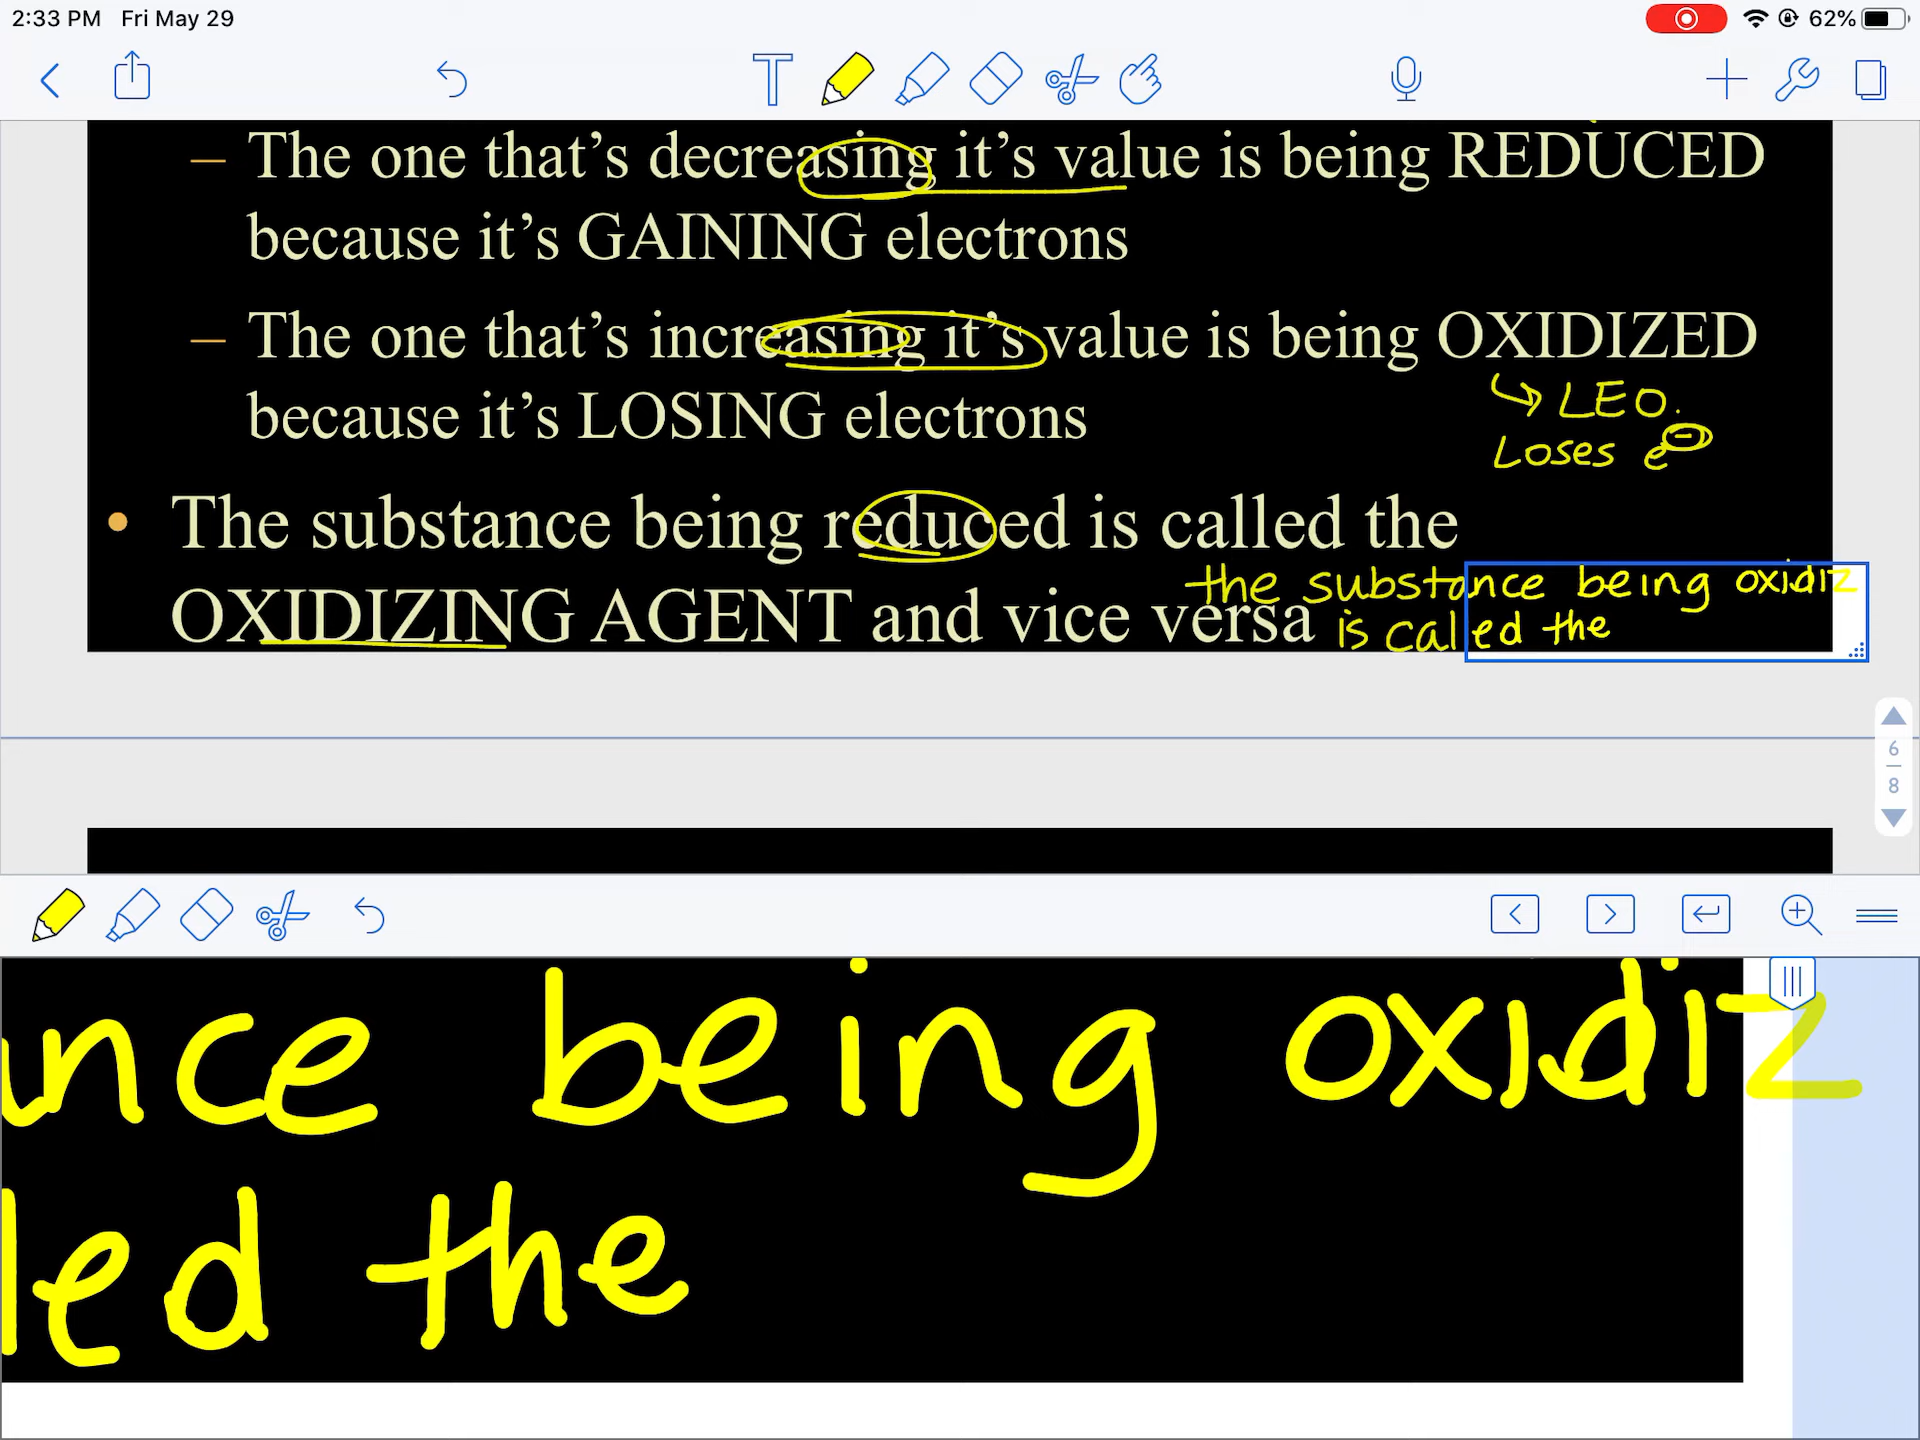 2:33 PM Fri May 29
62%
– The one that’s decreasing it’s value is being REDUCED
because it’s GAINING electrons
– The one that’s increasing it’s value is being OXIDIZED
because it’s LOSING electrons
↳ LEO.
Loses e⊖
• The substance being reduced is called the
OXIDIZING AGENT and vice versa
the substance being oxidiz
is called the
6
8
nce being oxidiz
led the